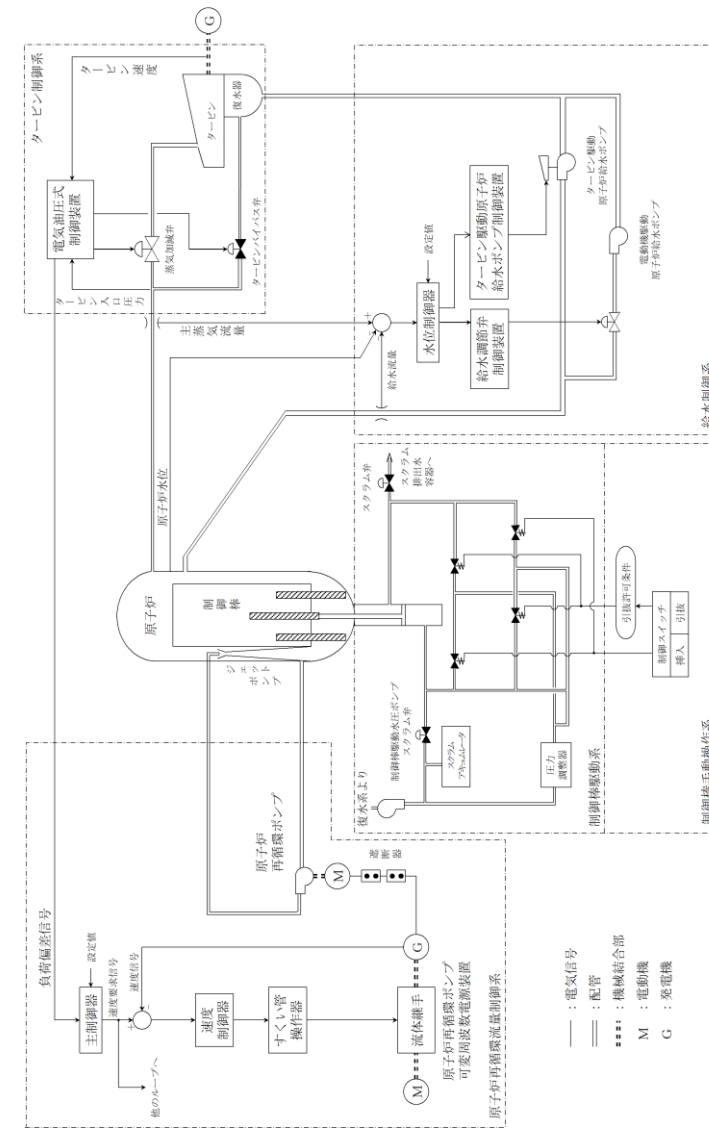 タービン制御系
タービン
速度
G
電気油圧式
制御装置
タービン
復水器
蒸気加減弁
タービンバイパス弁
タービン入口圧力
主蒸気流量
負荷偏差信号
主制御器
設定値
速度要求信号
速度信号
+
-
他のループへ
速度
制御器
すくい管
操作器
流体継手
M
G
原子炉再循環ポンプ
可変周波数電源装置
原子炉再循環流量制御系
原子炉
再循環ポンプ
M
遮断器
原子炉
制御棒
ジェット
ポンプ
原子炉水位
+
-
給水流量
水位制御器
設定値
給水調節弁
制御装置
タービン駆動原子炉
給水ポンプ制御装置
タービン駆動
原子炉給水ポンプ
電動機駆動
原子炉給水ポンプ
給水制御系
復水系より
制御棒駆動水圧ポンプ
スクラム弁
スクラム
アキュムレータ
圧力
調整器
スクラム弁
スクラム
排出水
容器へ
制御棒駆動系
引抜許可条件
制御スイッチ
挿入
引抜
制御棒手動操作系
:電気信号
:配管
:機械結合部
M :電動機
G :発電機